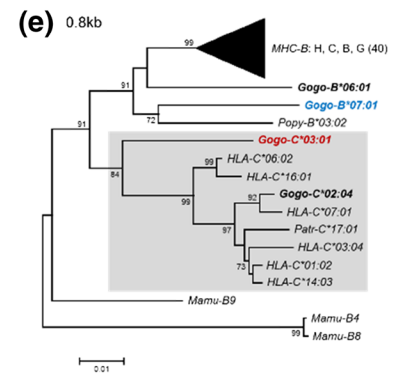 (e) 0.8kb
99
MHC-B: H, C, B, G (40)
91
Gogo-B*06:01
Gogo-B*07:01
72
Popy-B*03:02
91
Gogo-C*03:01
84
99
HLA-C*06:02
HLA-C*16:01
99
92
Gogo-C*02:04
HLA-C*07:01
97
Patr-C*17:01
HLA-C*03:04
73
HLA-C*01:02
HLA-C*14:03
Mamu-B9
Mamu-B4
99
Mamu-B8
0.01